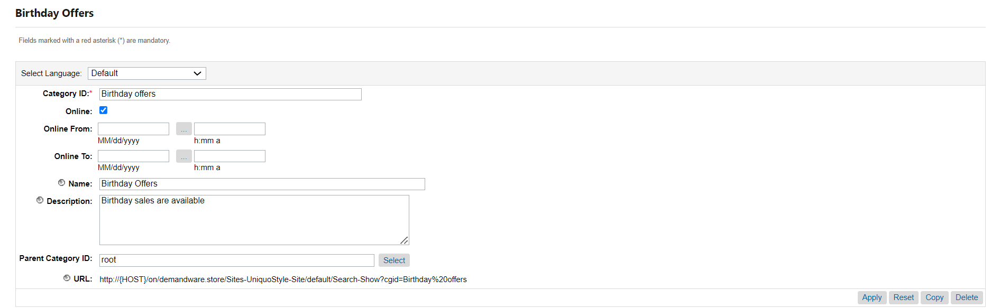 Birthday Offers
Fields marked with a red asterisk (*) are mandatory.
Select Language: Default
Category ID:* Birthday offers
Online:
Online From: ...
MM/dd/yyyy h:mm a
Online To: ...
MM/dd/yyyy h:mm a
Name: Birthday Offers
Description: Birthday sales are available
Parent Category ID: root Select
URL: http://{HOST}/on/demandware.store/Sites-UniquoStyle-Site/default/Search-Show?cgid=Birthday%20offers
Apply Reset Copy Delete